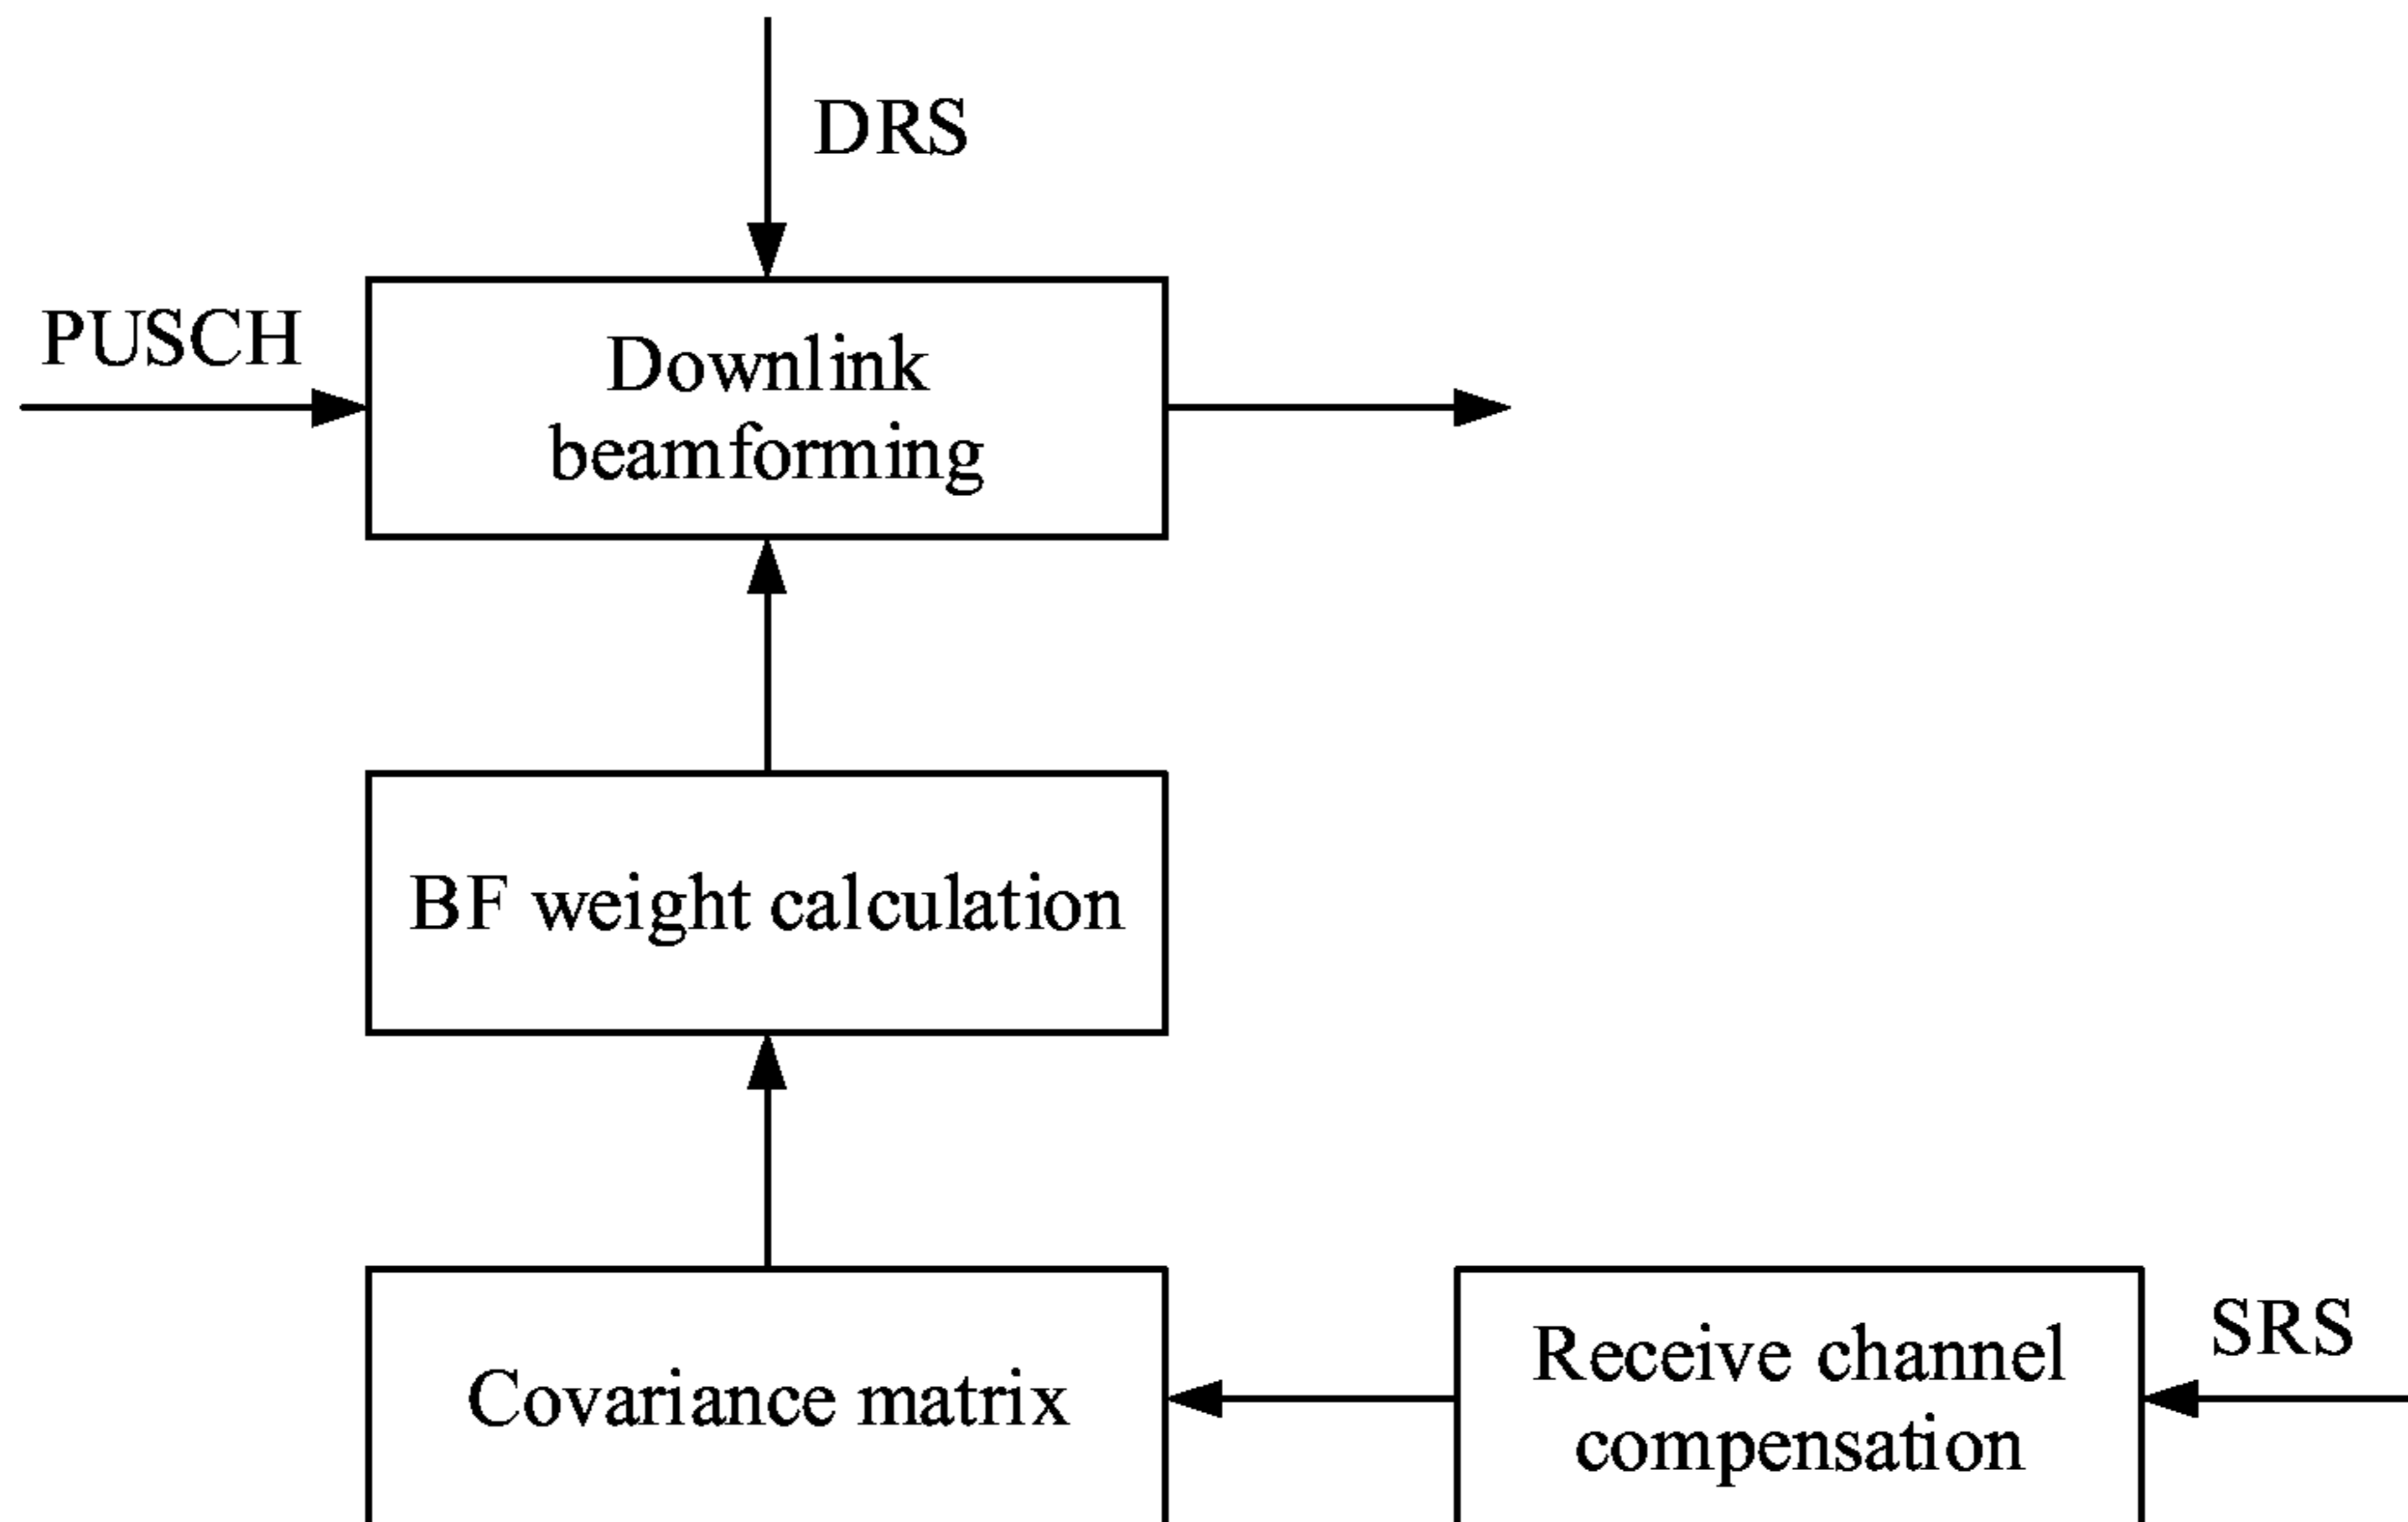 DRS
PUSCH
Downlink
beamforming
BF weight calculation
Covariance matrix
Receive channel
compensation
SRS